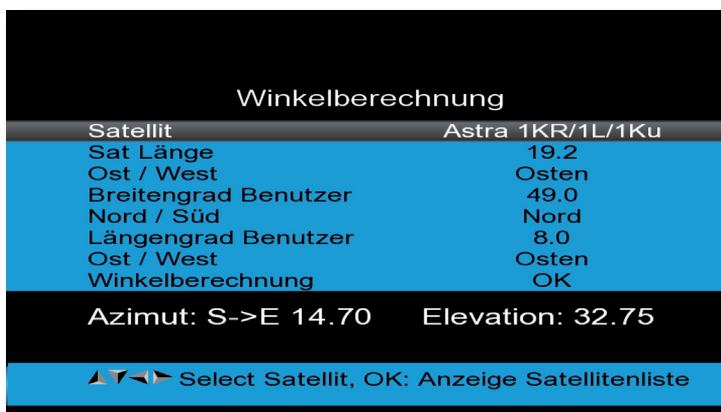 Winkelberechnung
Satellit Astra 1KR/1L/1Ku
Sat Länge 19.2
Ost / West Osten
Breitengrad Benutzer 49.0
Nord / Süd Nord
Längengrad Benutzer 8.0
Ost / West Osten
Winkelberechnung OK
Azimut: S->E 14.70 Elevation: 32.75
Select Satellit, OK: Anzeige Satellitenliste